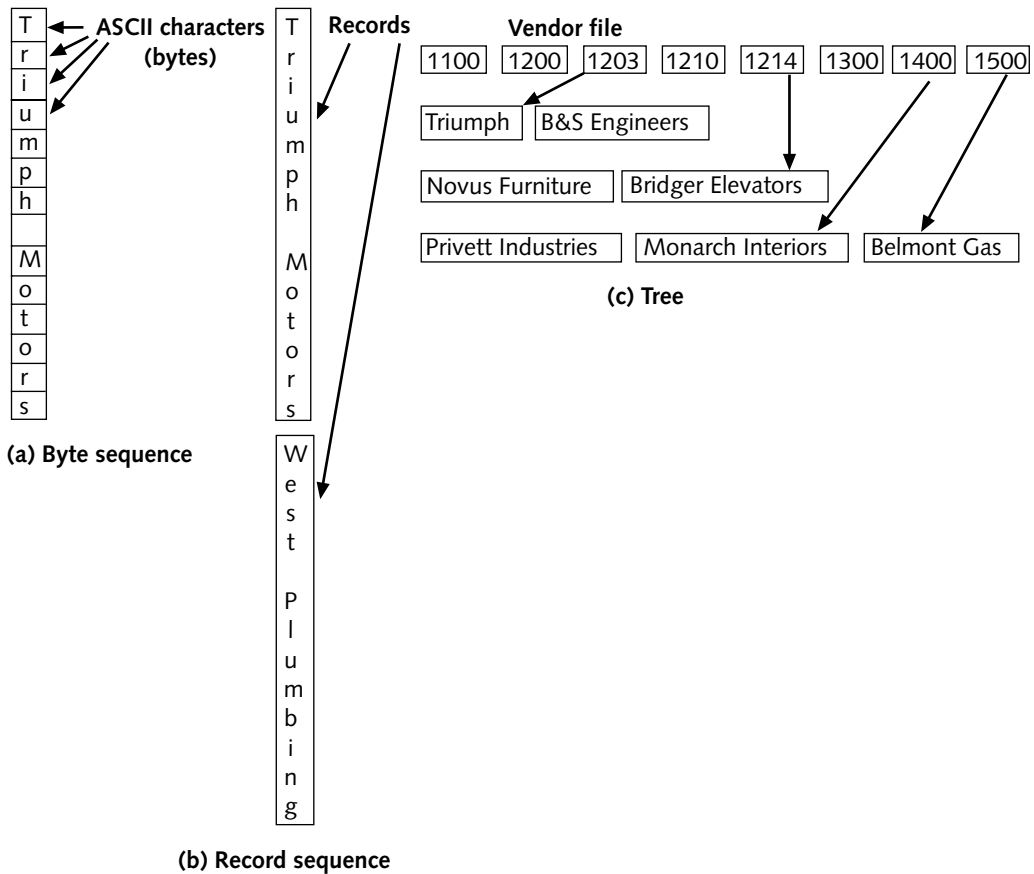 T
r
i
u
m
p
h
M
o
t
o
r
s
ASCII characters
(bytes)
(a) Byte sequence
Records
T
r
i
u
m
p
h
M
o
t
o
r
s
W
e
s
t
P
l
u
m
b
i
n
g
(b) Record sequence
Vendor file
1100 1200 1203 1210 1214 1300 1400 1500
Triumph B&S Engineers
Novus Furniture Bridger Elevators
Privett Industries Monarch Interiors Belmont Gas
(c) Tree